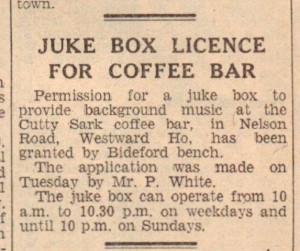 town.
JUKE BOX LICENCE
FOR COFFEE BAR
Permission for a juke box to
provide background music at the
Cutty Sark coffee bar, in Nelson
Road, Westward Ho, has been
granted by Bideford bench.
The application was made on
Tuesday by Mr. P. White.
The juke box can operate from 10
a.m. to 10.30 p.m. on weekdays and
until 10 p.m. on Sundays.